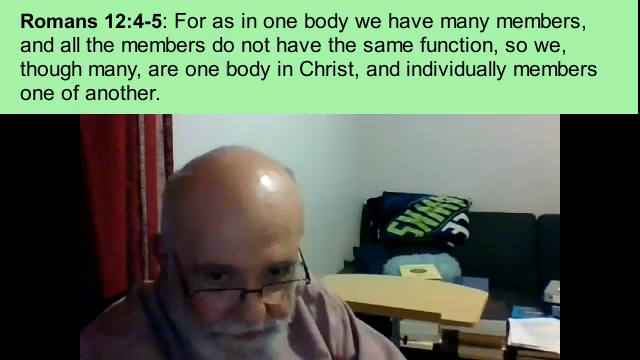 Romans 12:4-5: For as in one body we have many members,
and all the members do not have the same function, so we,
though many, are one body in Christ, and individually members
one of another.